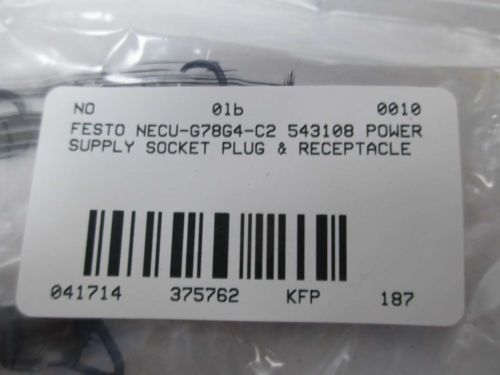 NO 01b 0010
FESTO NECU-G78G4-C2 543108 POWER
SUPPLY SOCKET PLUG & RECEPTACLE
041714 375762 KFP 187